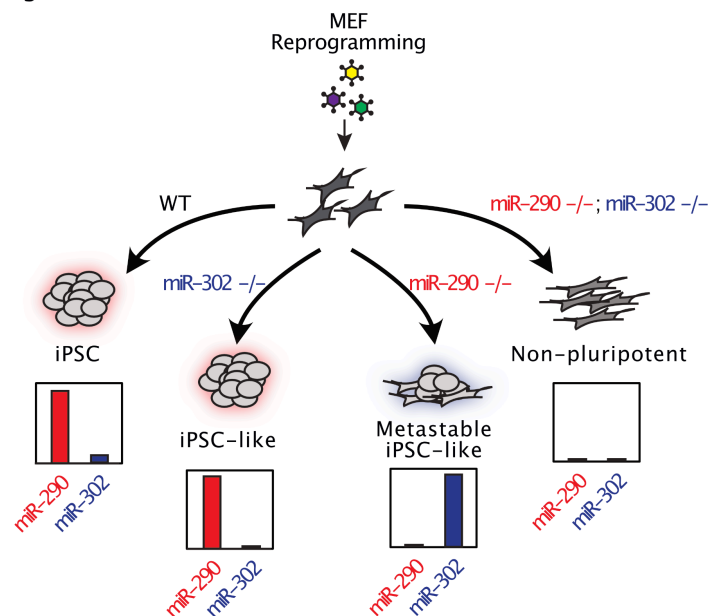 MEF
Reprogramming
WT
miR-290 -/-; miR-302 -/-
miR-302 -/-
miR-290 -/-
iPSC
iPSC-like
Metastable
iPSC-like
Non-pluripotent
miR-290
miR-302
miR-290
miR-302
miR-290
miR-302
miR-290
miR-302